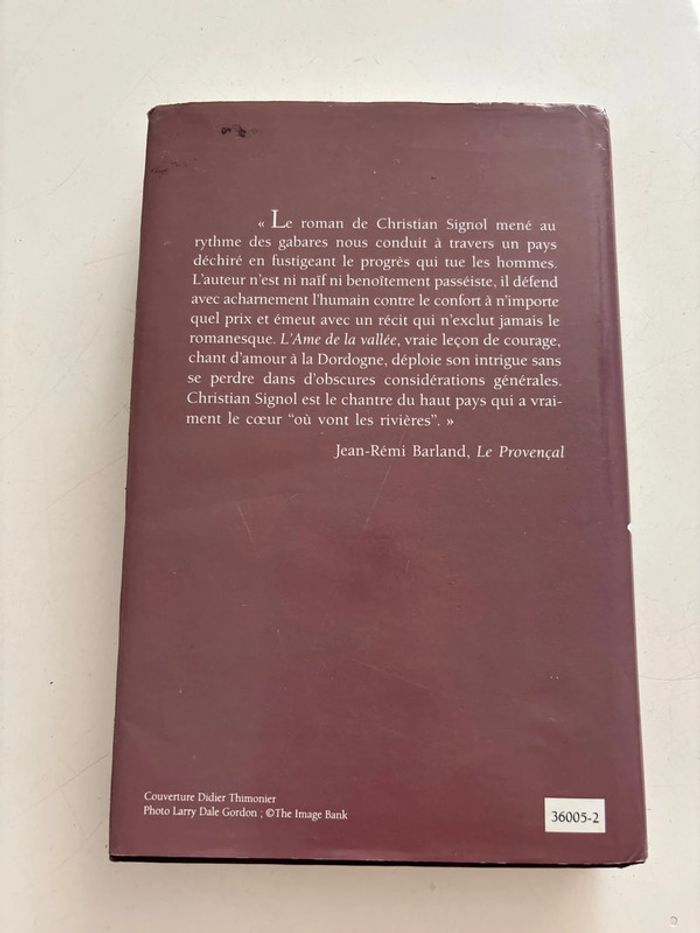 « Le roman de Christian Signol mené au
rythme des gabares nous conduit à travers un pays
déchiré en fustigeant le progrès qui tue les hommes.
L'auteur n'est ni naïf ni benoîtement passéiste, il défend
avec acharnement l'humain contre le confort à n'importe
quel prix et émeut avec un récit qui n'exclut jamais le
romanesque. L'Ame de la vallée, vraie leçon de courage,
chant d'amour à la Dordogne, déploie son intrigue sans
se perdre dans d'obscures considérations générales.
Christian Signol est le chantre du haut pays qui a vrai-
ment le cœur “où vont les rivières”. »
Jean-Rémi Barland, Le Provençal
Couverture Didier Thimonier
Photo Larry Dale Gordon ; ©The Image Bank
36005-2